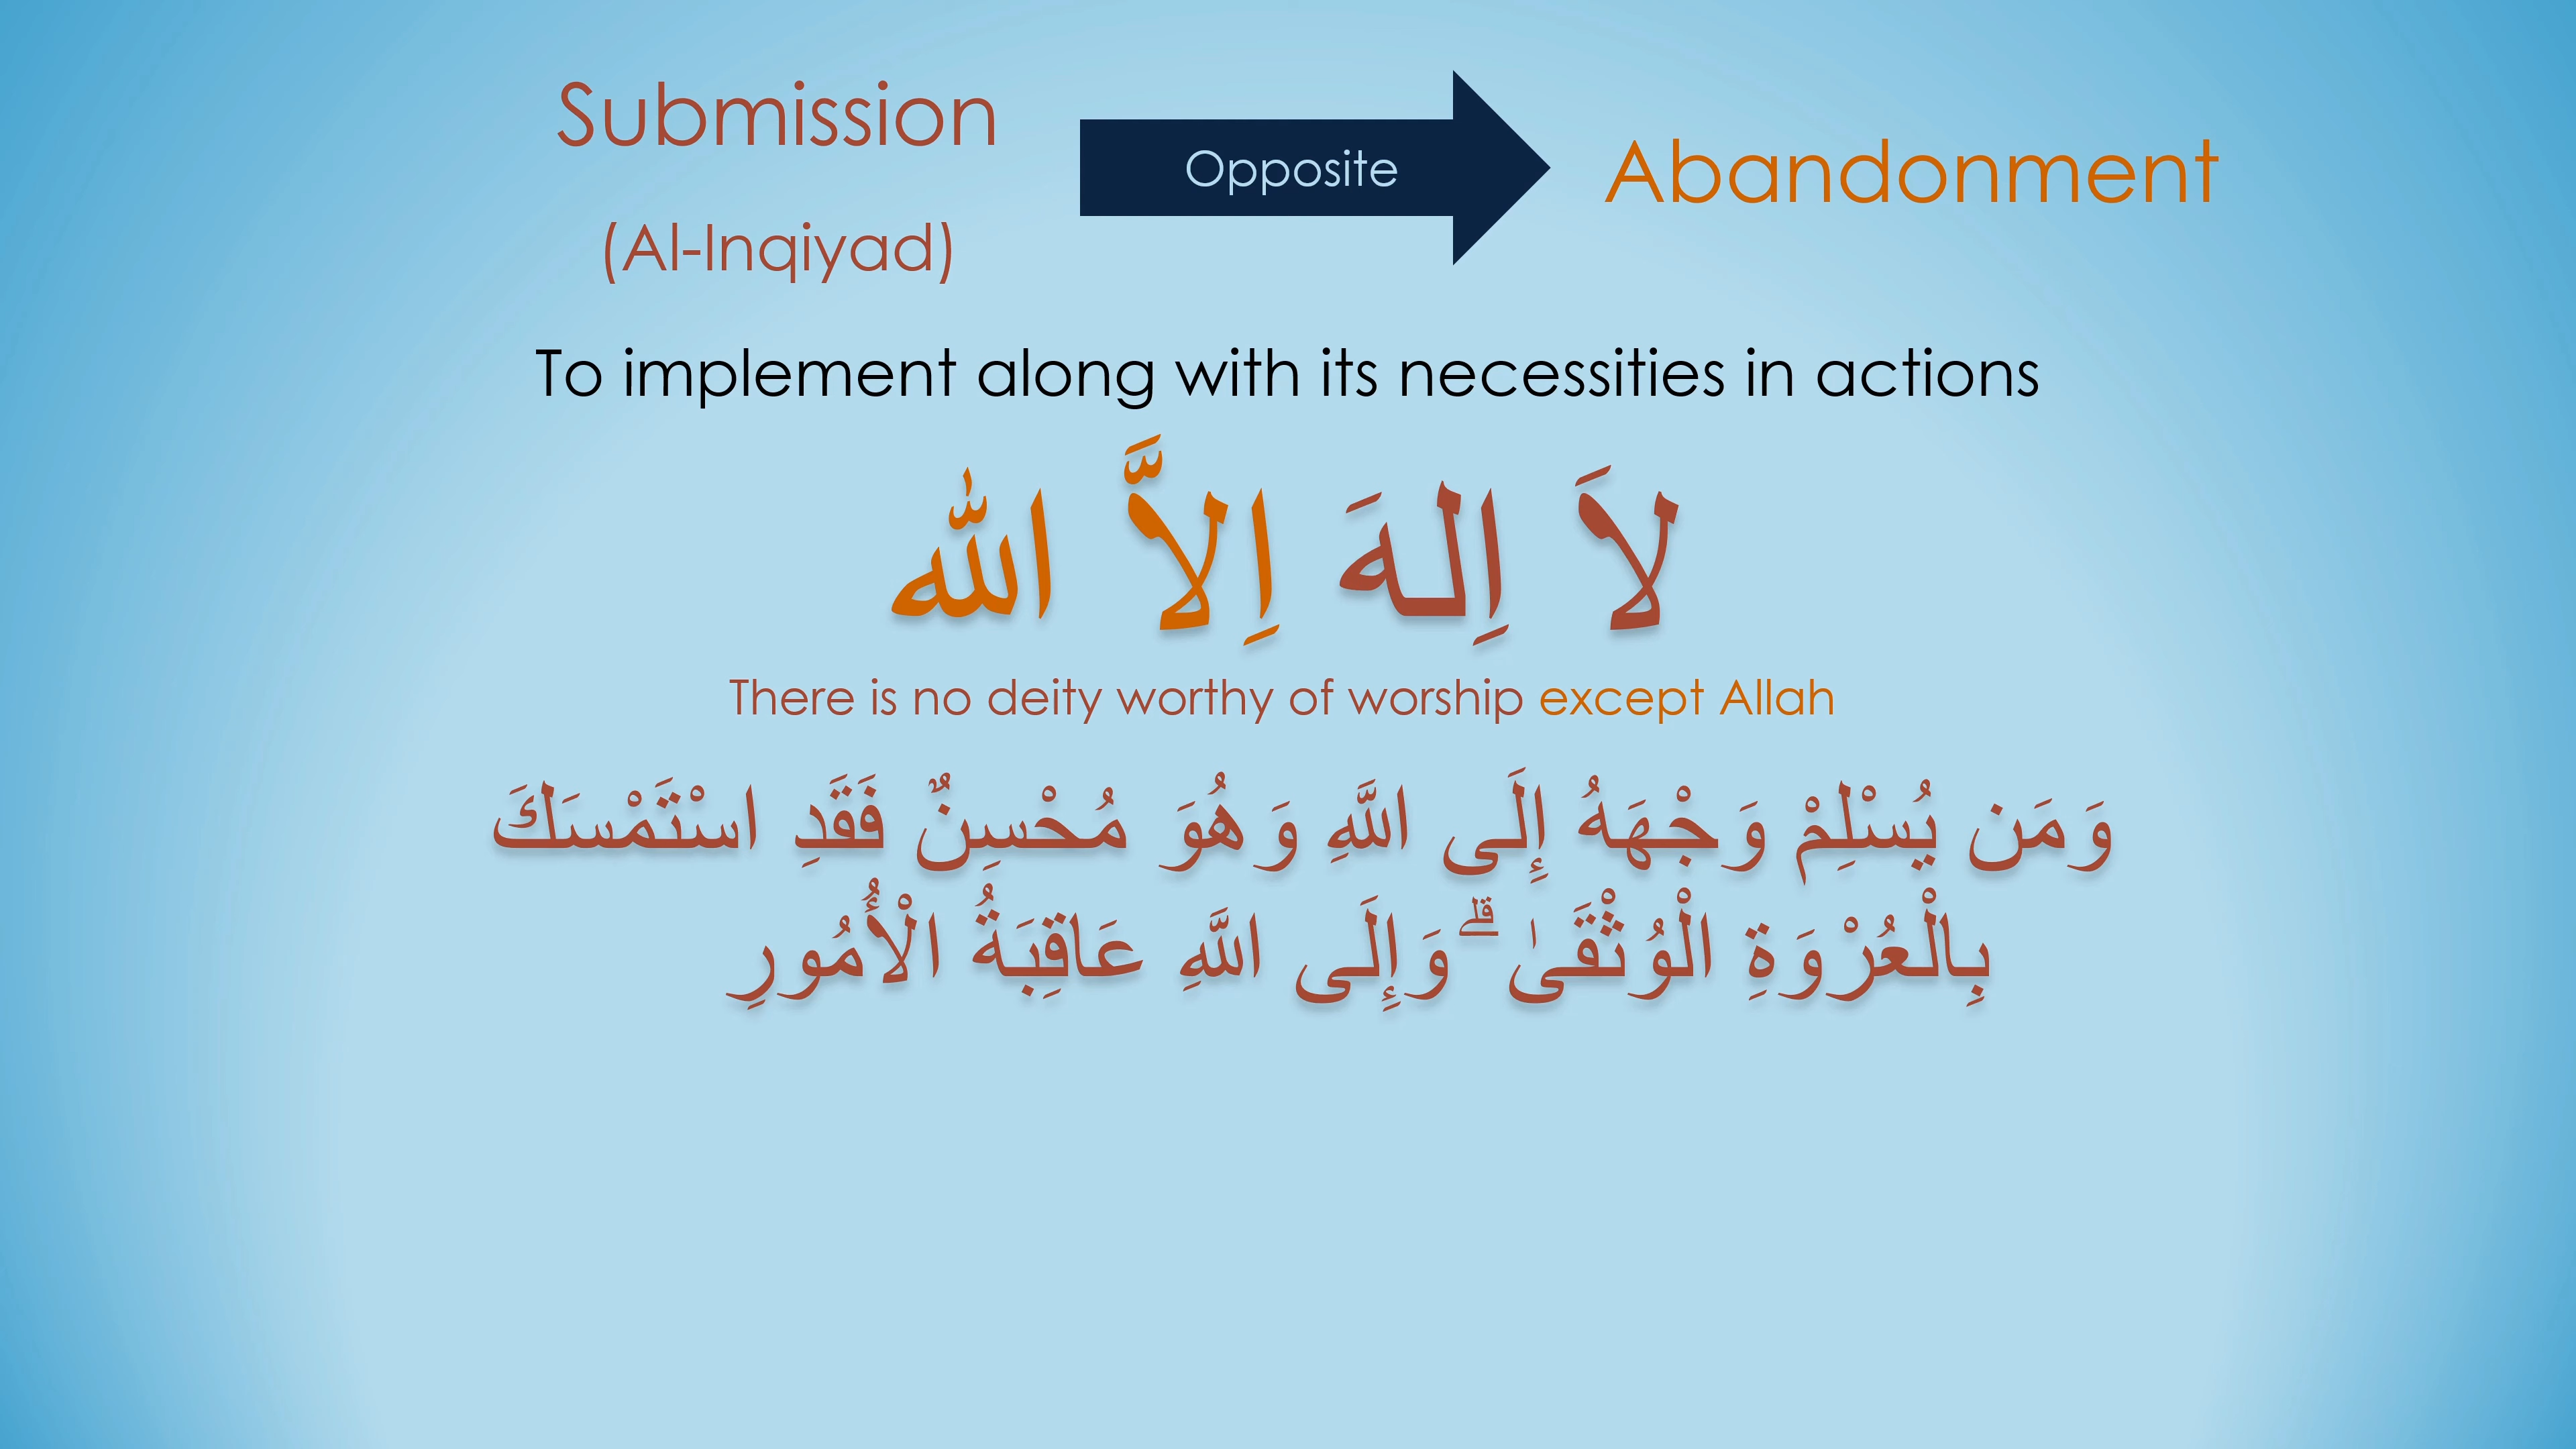 Submission
(Al-Inqiyad)
Opposite
Abandonment
To implement along with its necessities in actions
لاَ اِلهَ اِلاَّ الله
There is no deity worthy of worship except Allah
وَمَن يُسْلِمْ وَجْهَهُ إِلَى اللَّهِ وَهُوَ مُحْسِنٌ فَقَدِ اسْتَمْسَكَ
بِالْعُرْوَةِ الْوُثْقَىٰ ۗ وَإِلَى اللَّهِ عَاقِبَةُ الْأُمُورِ